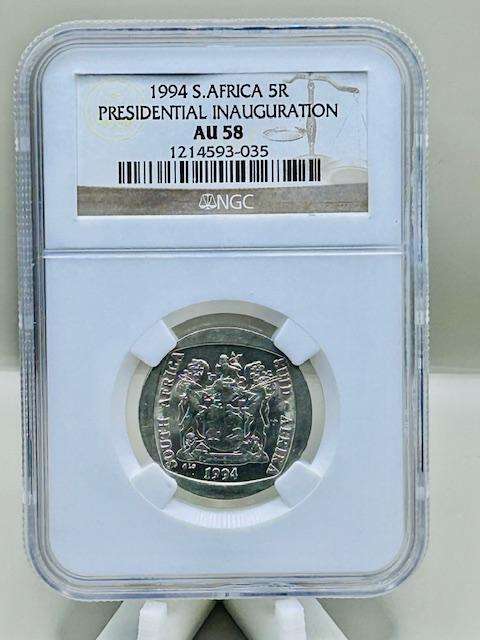 1994 S.AFRICA 5R
PRESIDENTIAL INAUGURATION
AU 58
1214593-035
NGC
SOUTH AFRICA
SUID - AFRIKA
1994